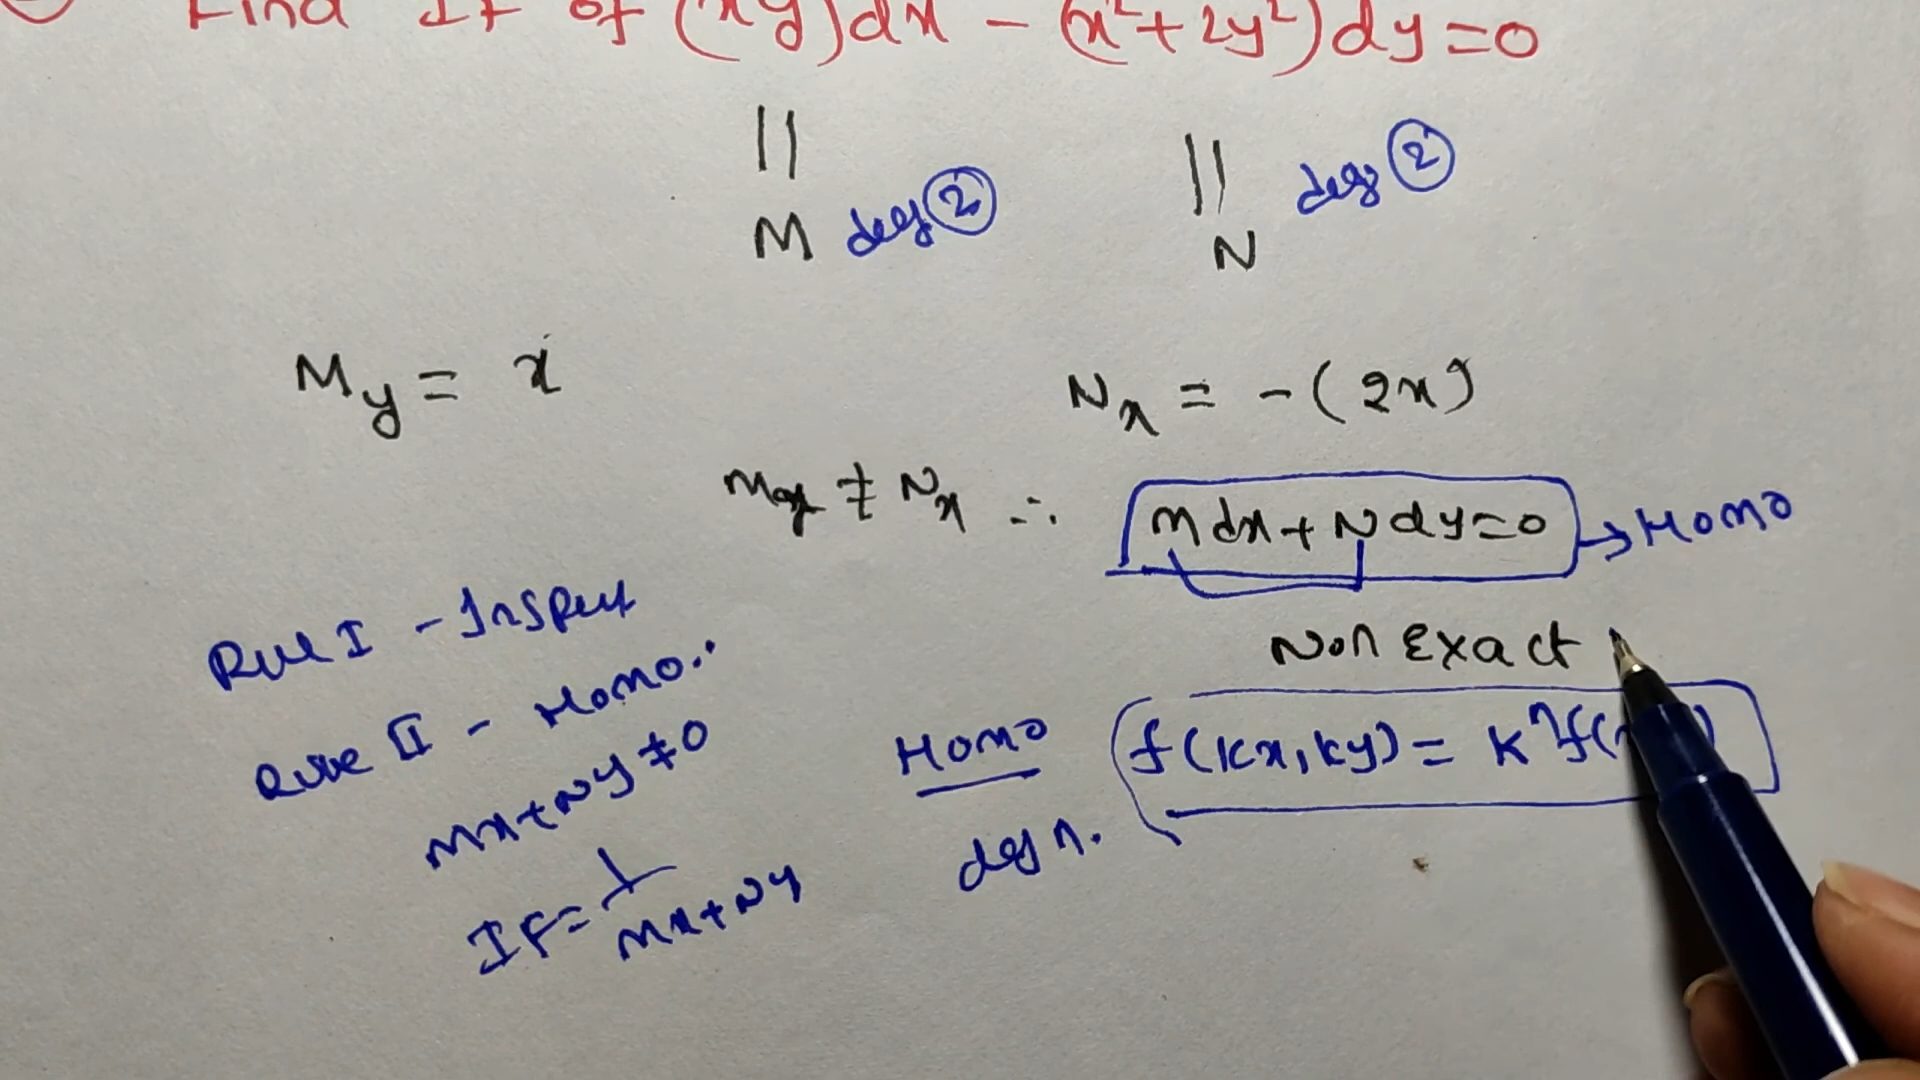 Find IF of (xy)dx - (x²+2y²)dy=0
|| ||
M deg ② N deg ②
My = x Nx = -(2x)
My ≠ Nx ∴ Mdx+Ndy=0 → Homo
Non Exact
Rule I - Inspect
Rule II - Homo..
Mx+Ny≠0
IF = 1/Mx+Ny
Homo f(kx,ky) = kⁿf(
deg n.